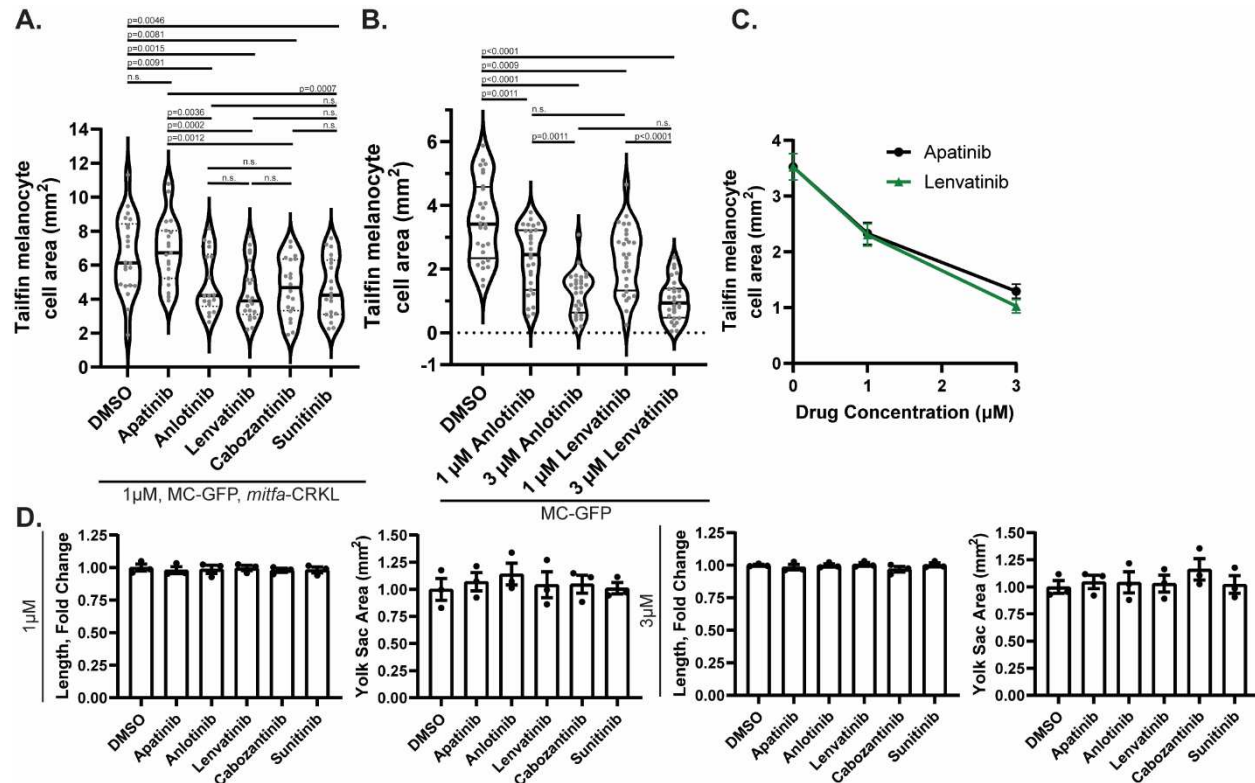 A.
p=0.0046
p=0.0081
p=0.0015
p=0.0091
n.s.
p=0.0007
n.s.
p=0.0036
n.s.
p=0.0002
n.s.
p=0.0012
n.s.
n.s.
n.s.
Tailfin melanocyte
cell area (mm²)
14
12
10
8
6
4
2
0
DMSO
Apatinib
Anlotinib
Lenvatinib
Cabozantinib
Sunitinib
1μM, MC-GFP, mitfa-CRKL
B.
p<0.0001
p=0.0009
p<0.0001
p=0.0011
n.s.
n.s.
p=0.0011
p<0.0001
Tailfin melanocyte
cell area (mm²)
6
4
2
0
-1
DMSO
1 μM Anlotinib
3 μM Anlotinib
1 μM Lenvatinib
3 μM Lenvatinib
MC-GFP
C.
Apatinib
Lenvatinib
Tailfin melanocyte
cell area (mm²)
4
3
2
1
0
0
1
2
3
Drug Concentration (μM)
D.
1μM
Length, Fold Change
1.25
1.00
0.75
0.50
0.25
0.00
DMSO
Apatinib
Anlotinib
Lenvatinib
Cabozantinib
Sunitinib
Yolk Sac Area (mm²)
1.50
1.25
1.00
0.75
0.50
0.25
0.00
DMSO
Apatinib
Anlotinib
Lenvatinib
Cabozantinib
Sunitinib
3μM
Length, Fold Change
1.25
1.00
0.75
0.50
0.25
0.00
DMSO
Apatinib
Anlotinib
Lenvatinib
Cabozantinib
Sunitinib
Yolk Sac Area (mm²)
1.50
1.25
1.00
0.75
0.50
0.25
0.00
DMSO
Apatinib
Anlotinib
Lenvatinib
Cabozantinib
Sunitinib